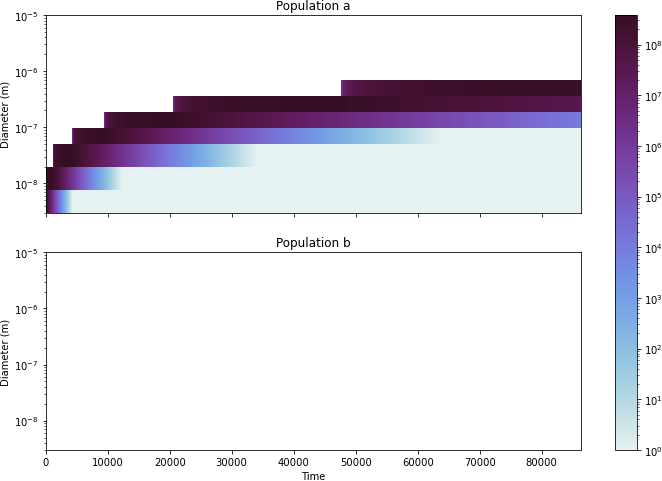 Population a
Diameter (m)
10⁻⁵
10⁻⁶
10⁻⁷
10⁻⁸
Population b
Diameter (m)
10⁻⁵
10⁻⁶
10⁻⁷
10⁻⁸
0 10000 20000 30000 40000 50000 60000 70000 80000
Time
10⁸
10⁷
10⁶
10⁵
10⁴
10³
10²
10¹
10⁰